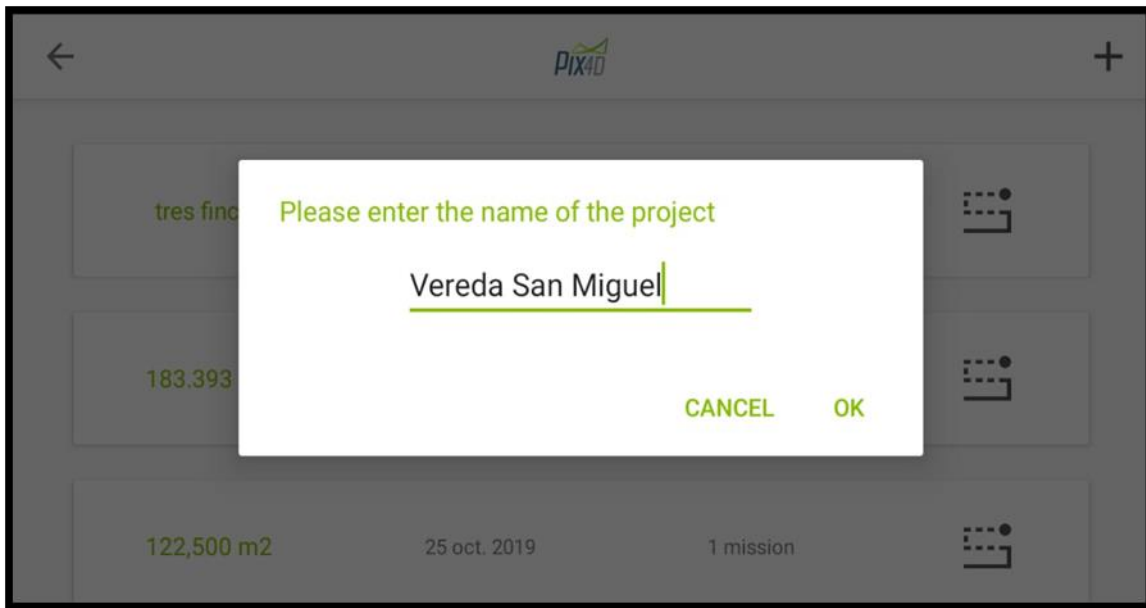 PIX4D
Please enter the name of the project
tres finc
Vereda San Miguel
183.393
CANCEL OK
122,500 m2 25 oct. 2019 1 mission